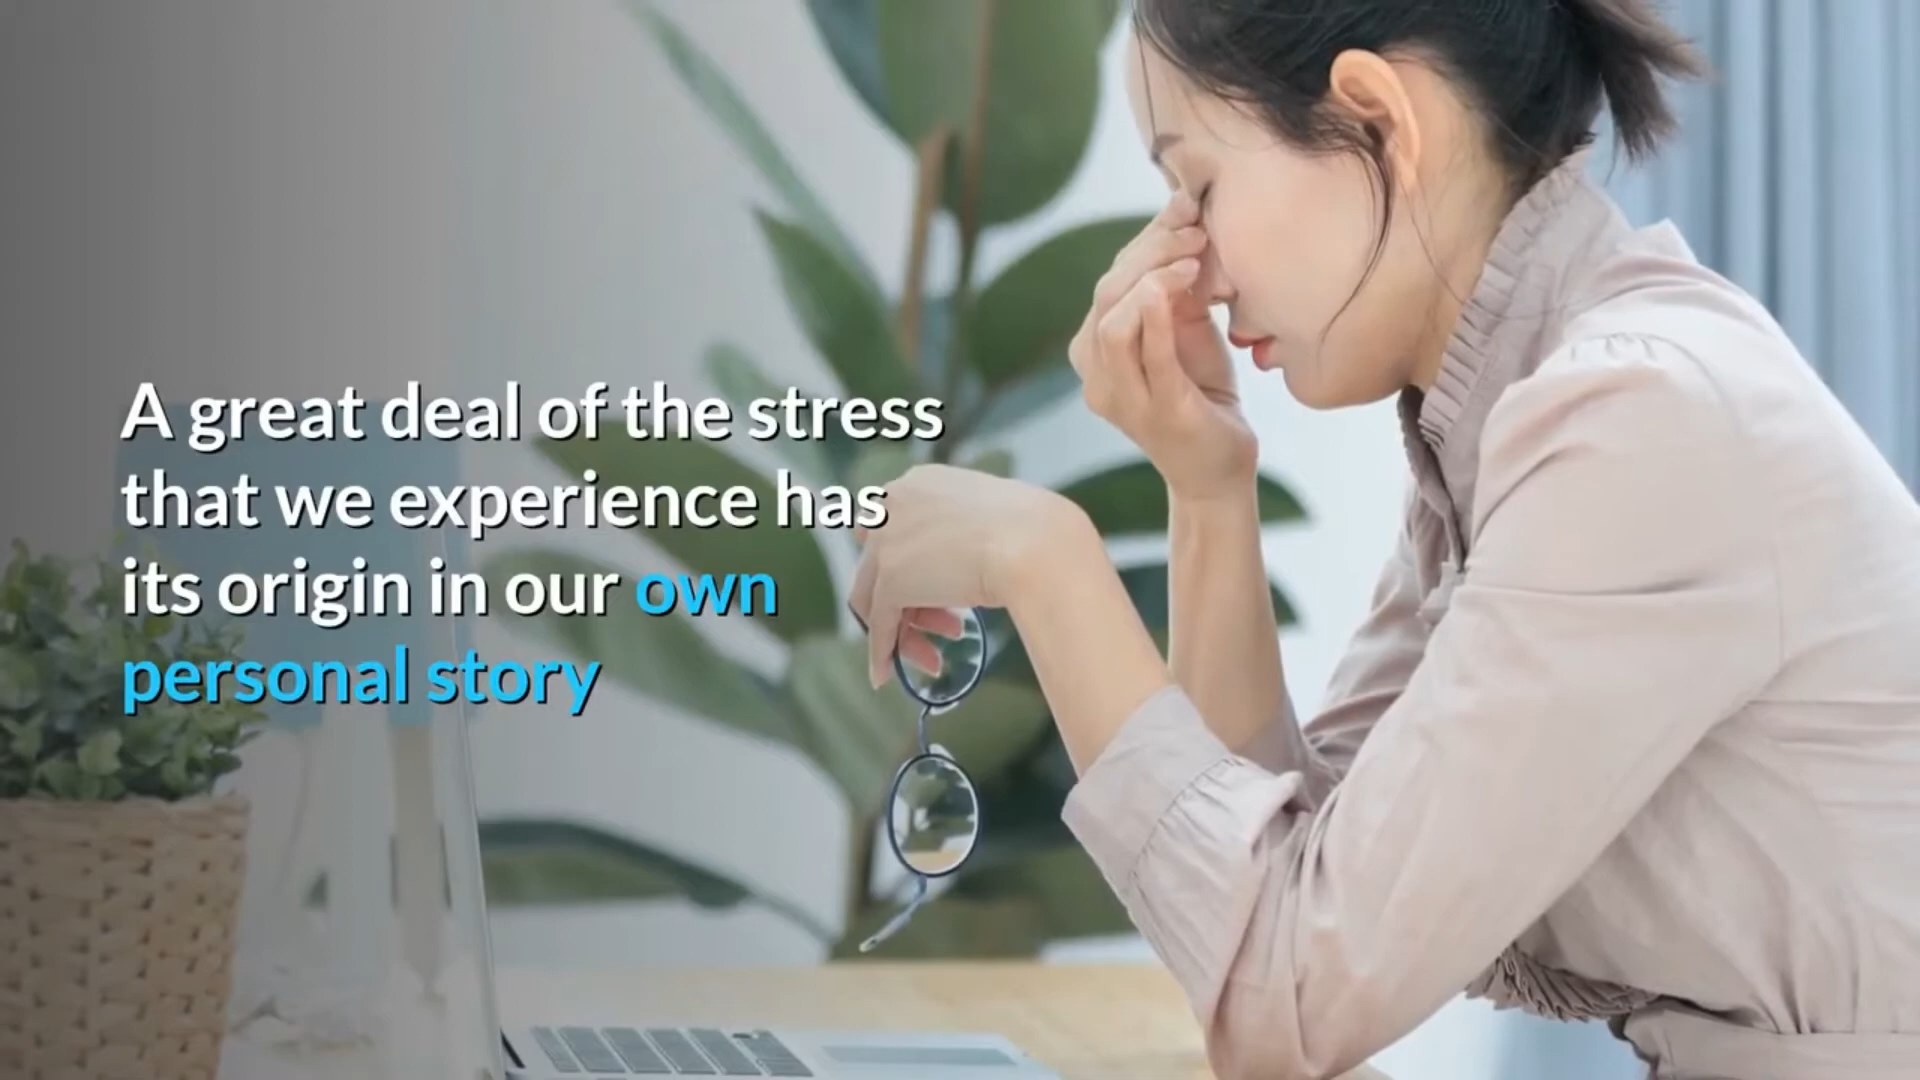 A great deal of the stress
that we experience has
its origin in our own
personal story